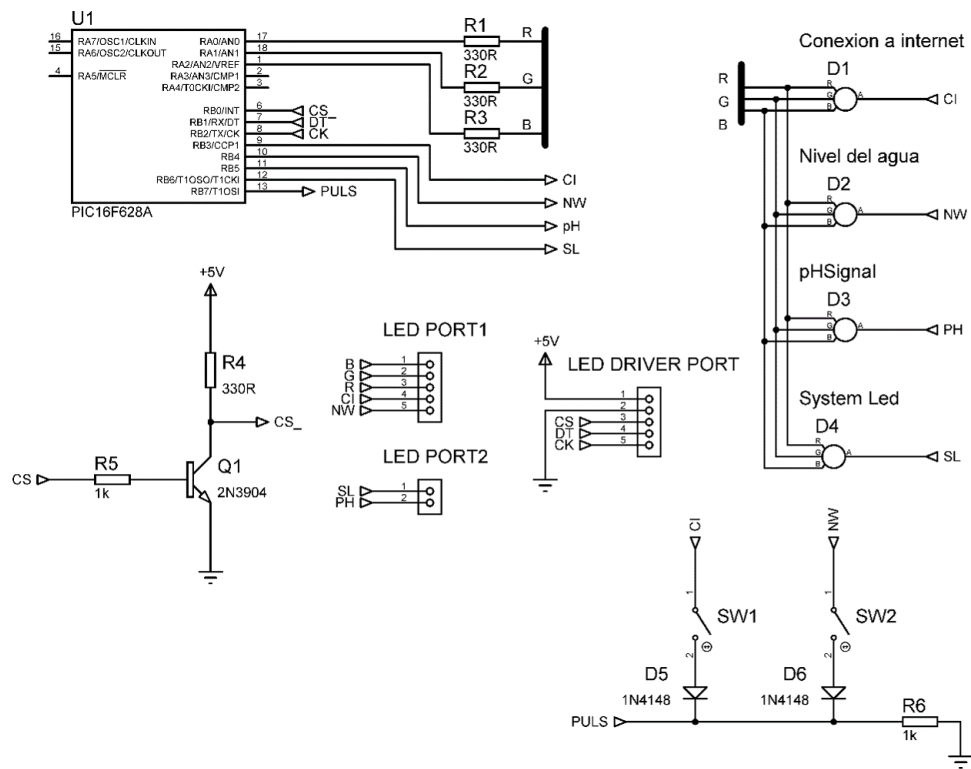 U1
16 RA7/OSC1/CLKIN RA0/AN0 17
15 RA6/OSC2/CLKOUT RA1/AN1 18
RA2/AN2/VREF 1
4 RA5/MCLR RA3/AN3/CMP1 2
RA4/T0CKI/CMP2 3
RB0/INT 6 CS_
RB1/RX/DT 7 DT
RB2/TX/CK 8 CK
RB3/CCP1 9
RB4 10
RB5 11
RB6/T1OSO/T1CKI 12
RB7/T1OSI 13 PULS
PIC16F628A
R1 R
330R
R2 G
330R
R3 B
330R
CI
NW
pH
SL
Conexion a internet
D1
R
G
B
R
G A
B
CI
Nivel del agua
D2
R
G A
B
NW
pHSignal
D3
R
G A
B
PH
System Led
D4
R
G A
B
SL
+5V
R4
330R
CS_
CS
R5
1k
Q1
2N3904
LED PORT1
B 1
G 2
R 3
CI 4
NW 5
LED PORT2
SL 1
PH 2
+5V
LED DRIVER PORT
1
2
CS 3
DT 4
CK 5
CI
NW
1
1
SW1
SW2
2
2
D5
1N4148
D6
1N4148
PULS
R6
1k